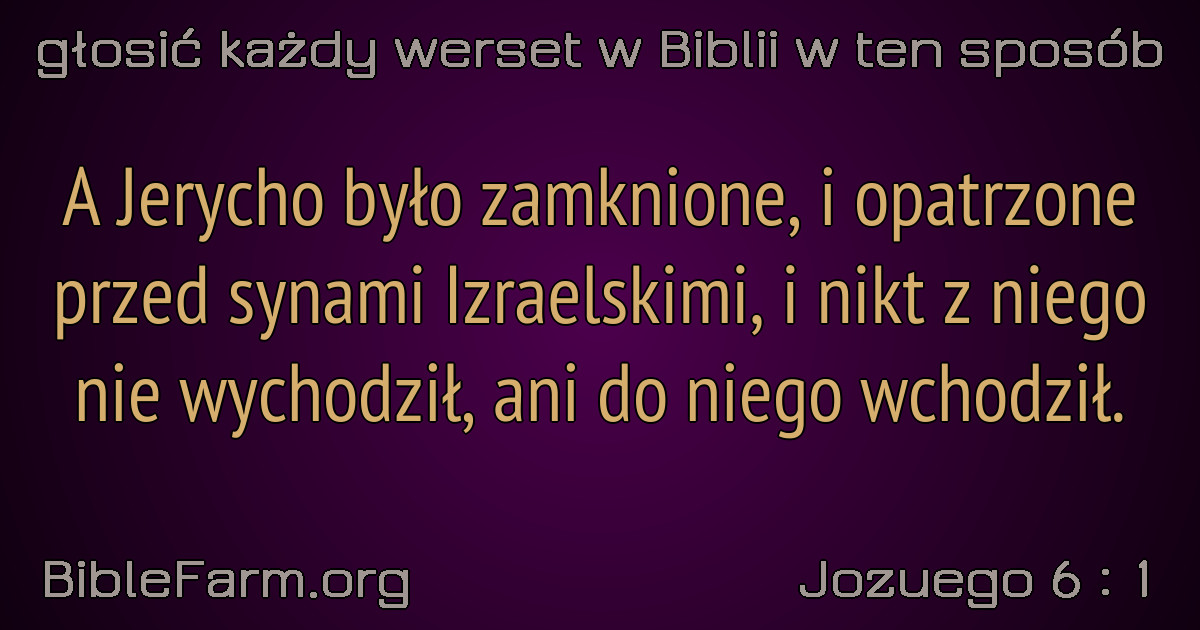 głosić każdy werset w Biblii w ten sposób
A Jerycho było zamknione, i opatrzone
przed synami Izraelskimi, i nikt z niego
nie wychodził, ani do niego wchodził.
BibleFarm.org
Jozuego 6 : 1